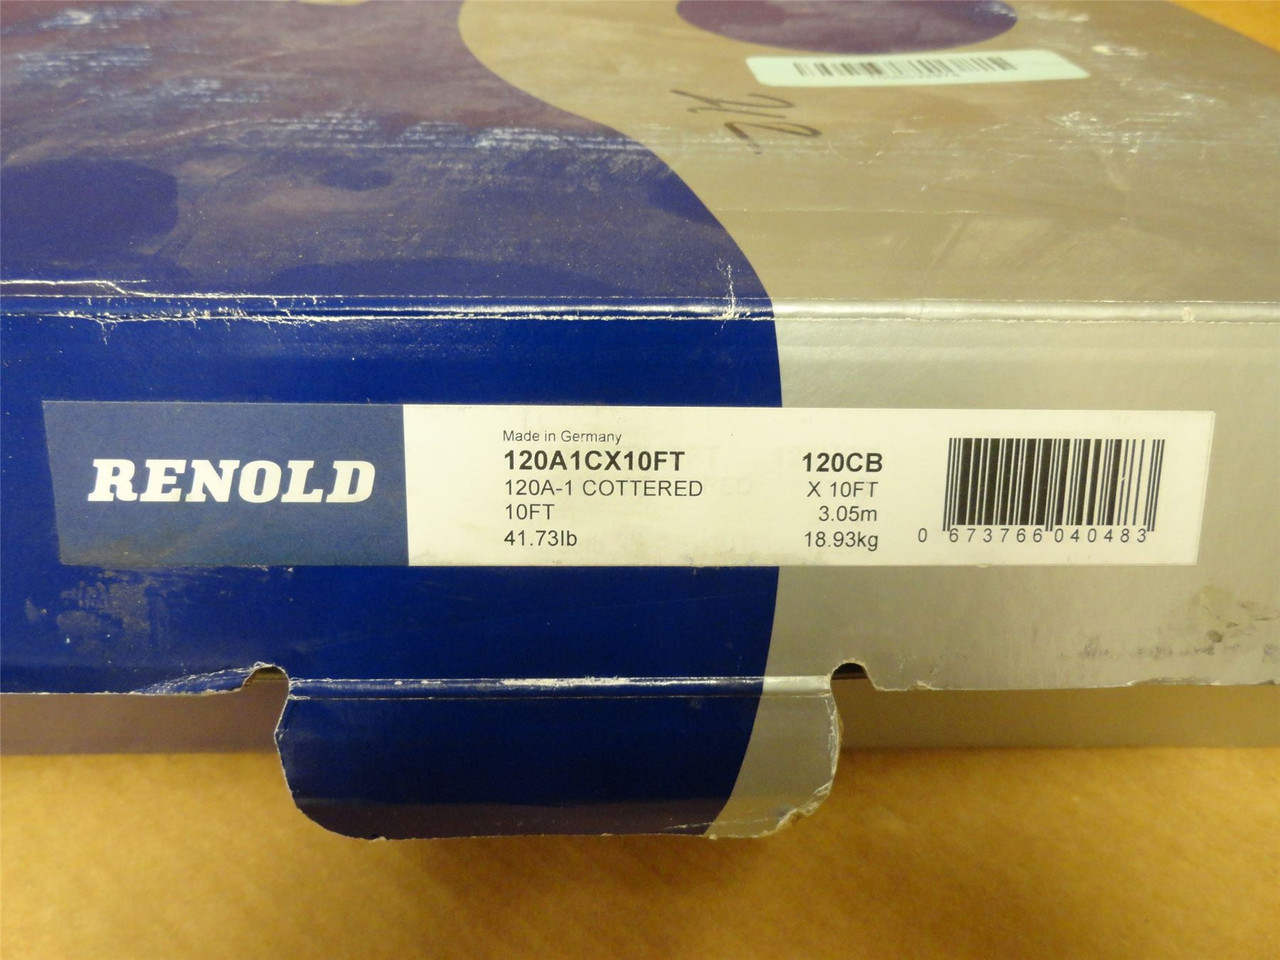 RENOLD
Made in Germany
120A1CX10FT
120A-1 COTTERED
10FT
41.73lb
120CB
X 10FT
3.05m
18.93kg
0 673766 040483